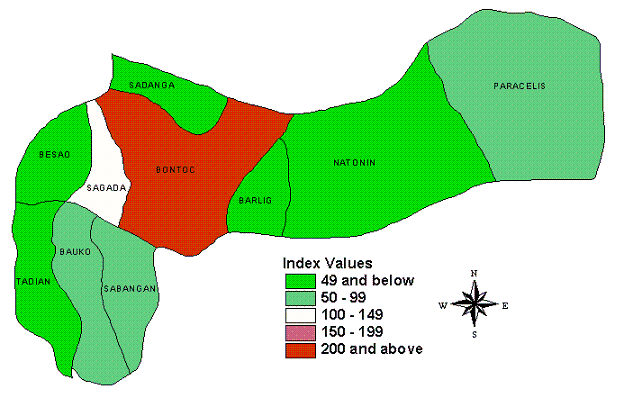 SADANGA
PARACELIS
BESAO
SAGADA
BONTOC
NATONIN
BARLIG
BAUKO
TADIAN
SABANGAN
Index Values
49 and below
50 - 99
100 - 149
150 - 199
200 and above
N
W E
S